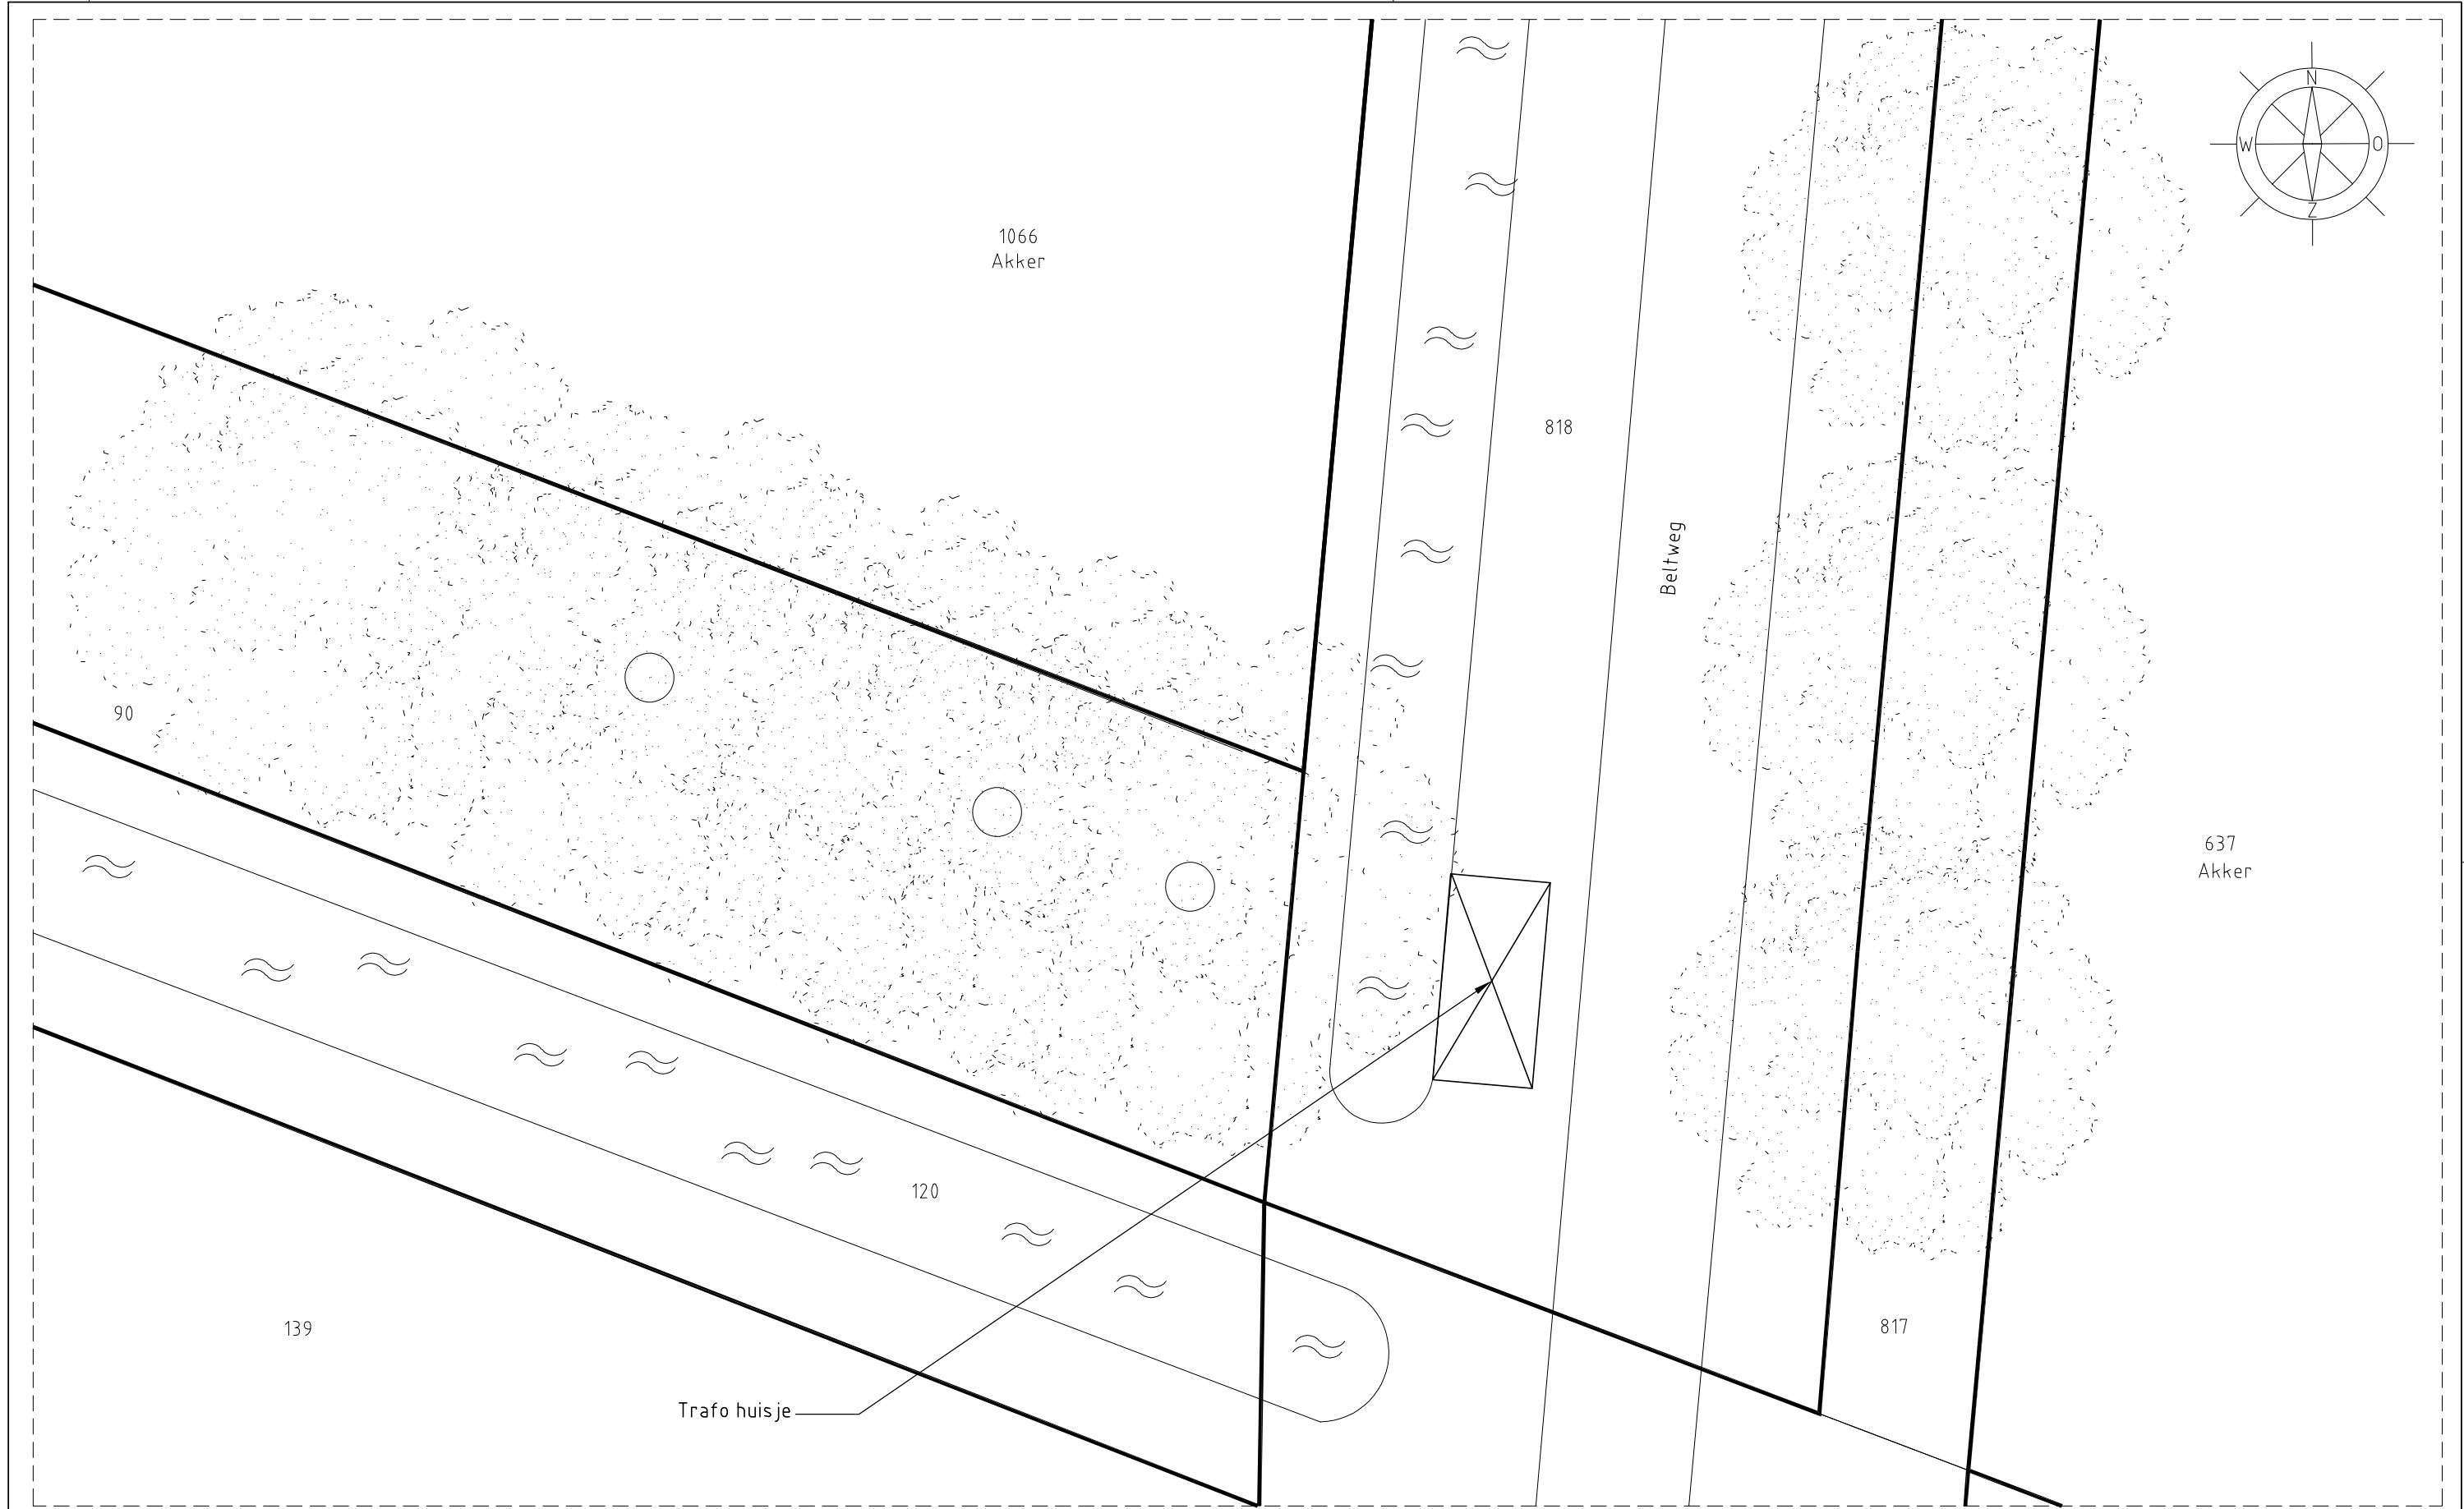 N
W
O
Z
1066
Akker
818
Beltweg
90
637
Akker
120
139
817
Trafo huisje